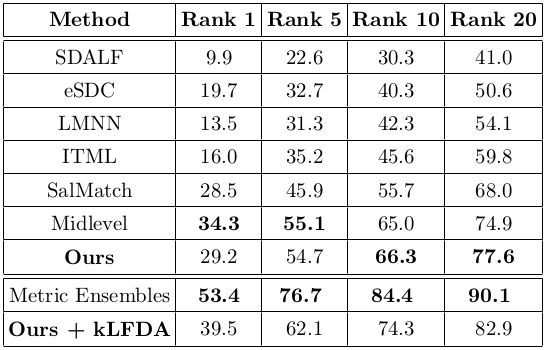 Method Rank 1 Rank 5 Rank 10 Rank 20
SDALF 9.9 22.6 30.3 41.0
eSDC 19.7 32.7 40.3 50.6
LMNN 13.5 31.3 42.3 54.1
ITML 16.0 35.2 45.6 59.8
SalMatch 28.5 45.9 55.7 68.0
Midlevel 34.3 55.1 65.0 74.9
Ours 29.2 54.7 66.3 77.6
Metric Ensembles 53.4 76.7 84.4 90.1
Ours + kLFDA 39.5 62.1 74.3 82.9